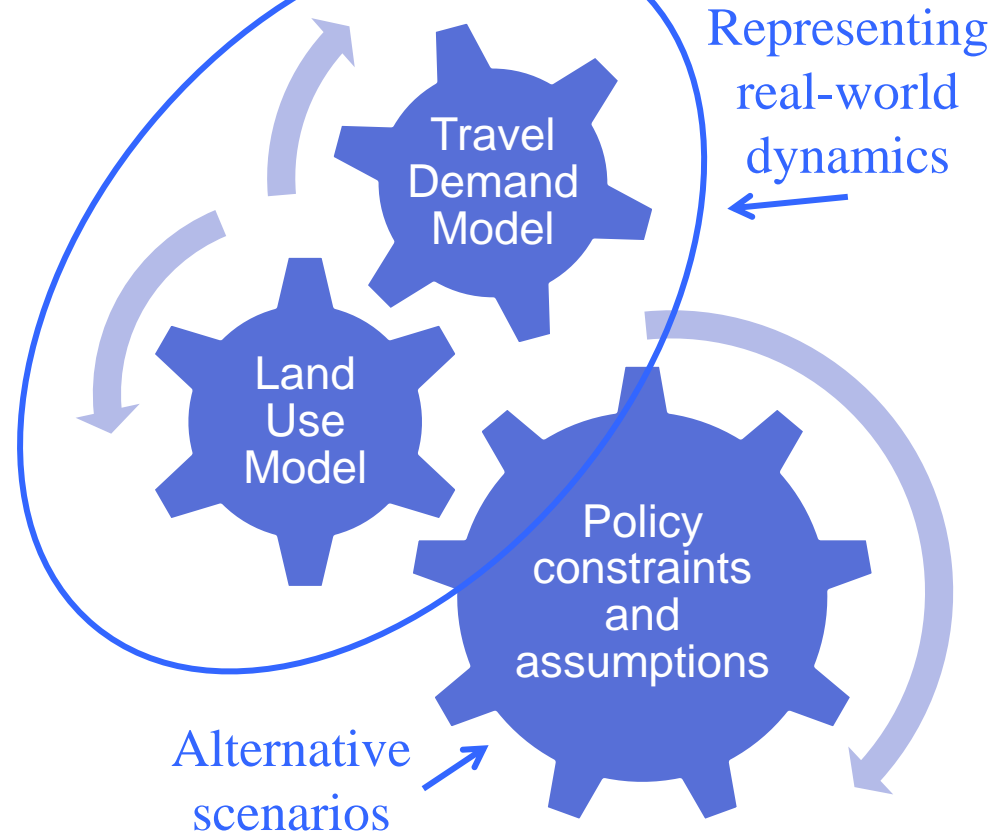 Representing
real-world
dynamics
Travel
Demand
Model
Land
Use
Model
Policy
constraints
and
assumptions
Alternative
scenarios